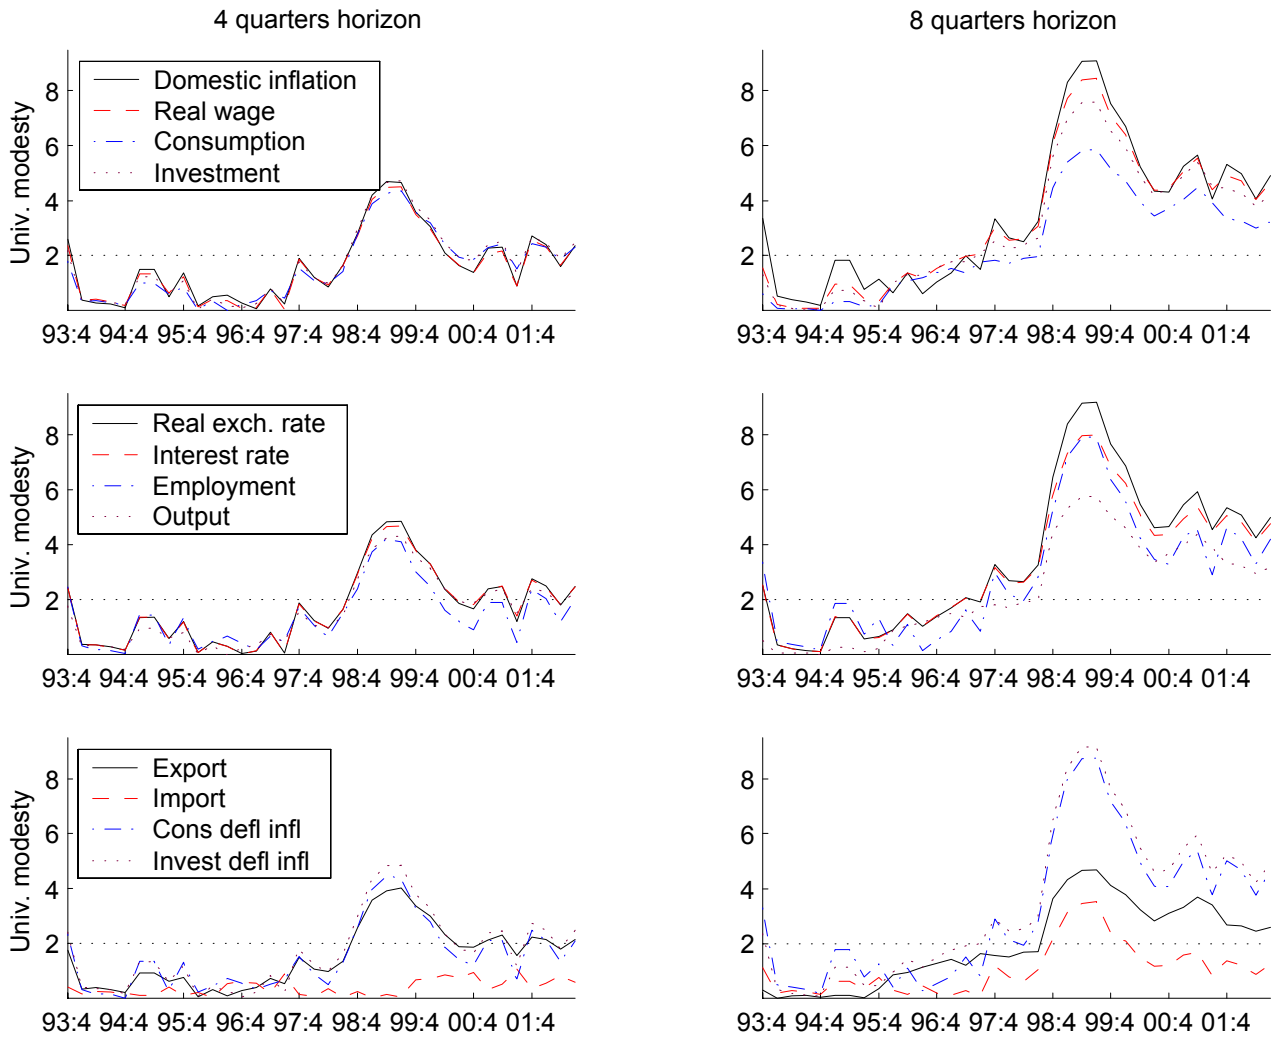 4 quarters horizon
8 quarters horizon
Univ. modesty
8
6
4
2
Domestic inflation
Real wage
Consumption
Investment
93:4 94:4 95:4 96:4 97:4 98:4 99:4 00:4 01:4
8
6
4
2
93:4 94:4 95:4 96:4 97:4 98:4 99:4 00:4 01:4
Univ. modesty
8
6
4
2
Real exch. rate
Interest rate
Employment
Output
93:4 94:4 95:4 96:4 97:4 98:4 99:4 00:4 01:4
8
6
4
2
93:4 94:4 95:4 96:4 97:4 98:4 99:4 00:4 01:4
Univ. modesty
8
6
4
2
Export
Import
Cons defl infl
Invest defl infl
93:4 94:4 95:4 96:4 97:4 98:4 99:4 00:4 01:4
8
6
4
2
93:4 94:4 95:4 96:4 97:4 98:4 99:4 00:4 01:4